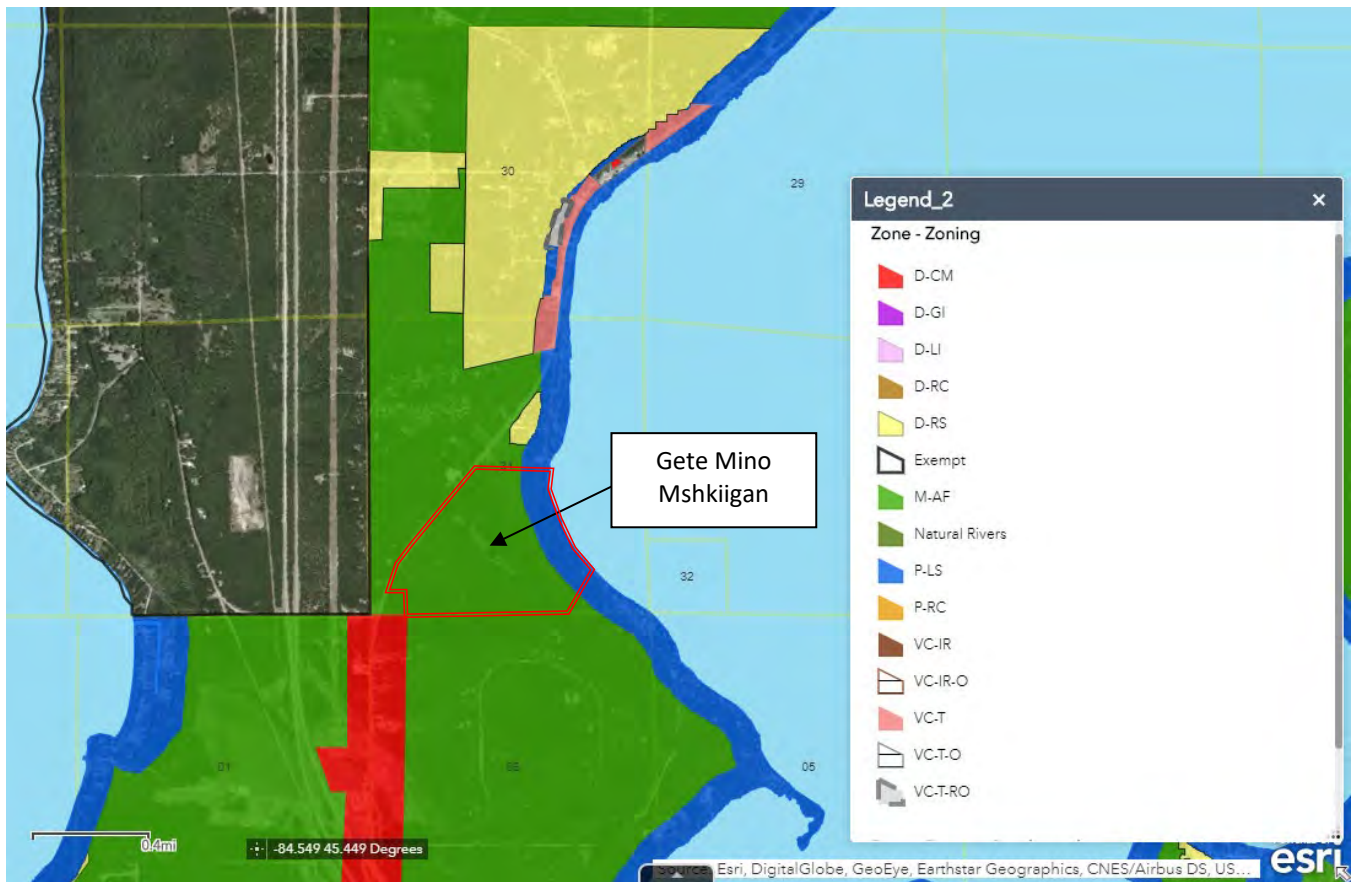 30
29
Legend_2
×
Zone - Zoning
D-CM
D-GI
D-LI
D-RC
D-RS
Exempt
M-AF
Natural Rivers
P-LS
P-RC
VC-IR
VC-IR-O
VC-T
VC-T-O
VC-T-RO
Gete Mino
Mshkiigan
32
01
05
0.4mi
-84.549 45.449 Degrees
Source: Esri, DigitalGlobe, GeoEye, Earthstar Geographics, CNES/Airbus DS, US...
esri